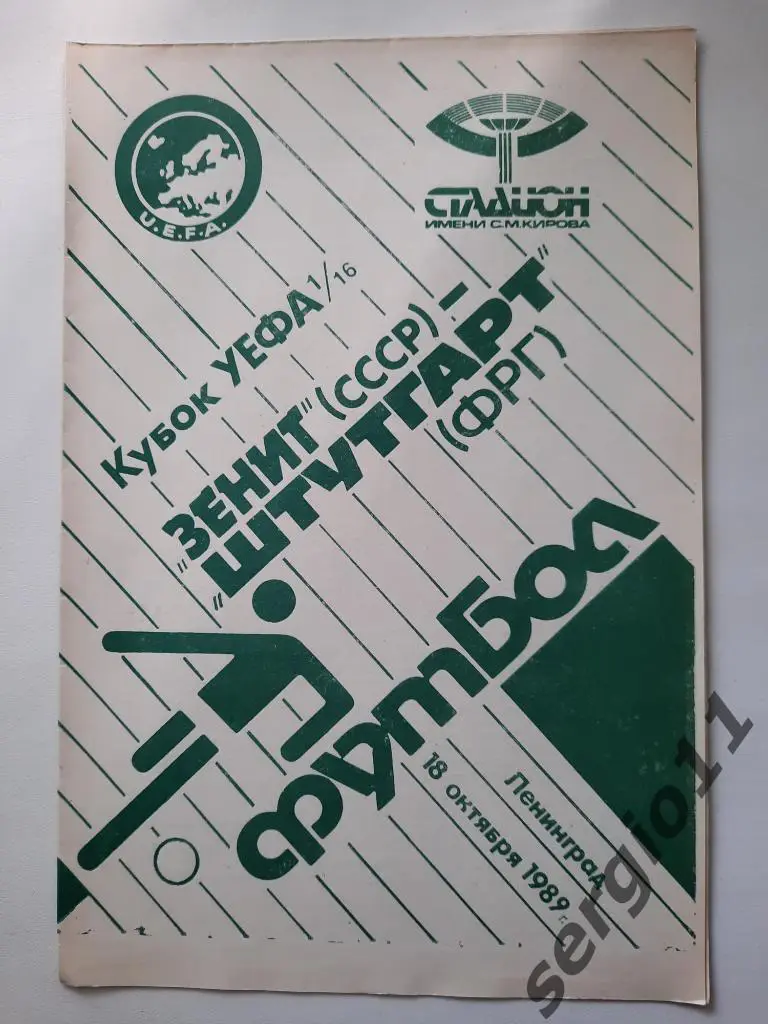 U.E.F.A.
СТАДИОН
ИМЕНИ С.М.КИРОВА
Кубок УЕФА 1/16
"ЗЕНИТ" (СССР) –
"ШТУТГАРТ"
(ФРГ)
футбол
Ленинград
18 октября 1989 г.
sergio11